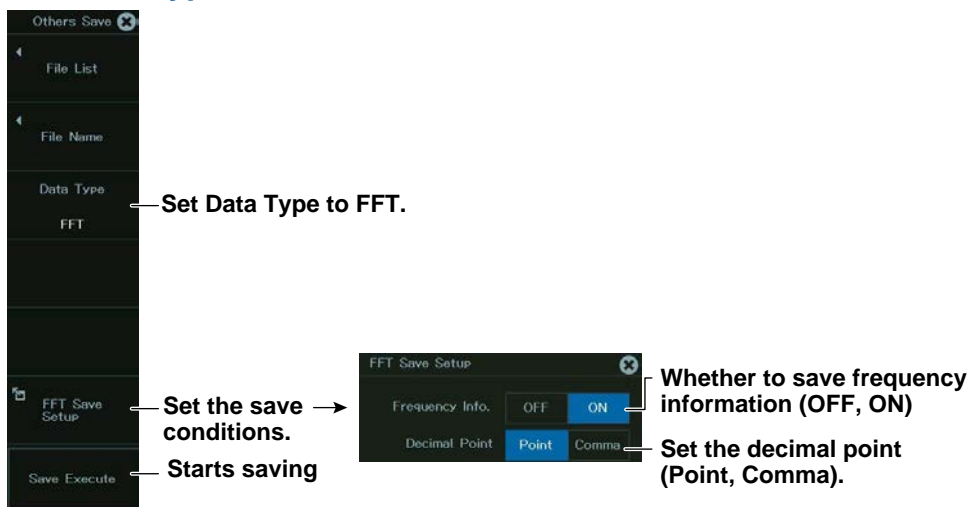 Others Save
File List
File Name
Data Type
FFT
Set Data Type to FFT.
FFT Save
Setup
Set the save
conditions.
Save Execute
Starts saving
FFT Save Setup
Frequency Info. OFF ON
Decimal Point Point Comma
Whether to save frequency
information (OFF, ON)
Set the decimal point
(Point, Comma).